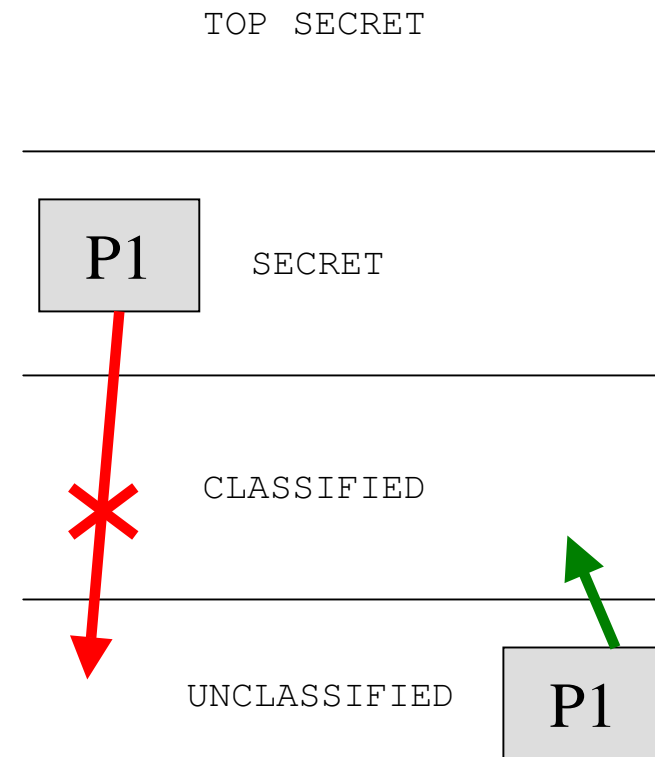 TOP SECRET
P1
SECRET
CLASSIFIED
UNCLASSIFIED
P1